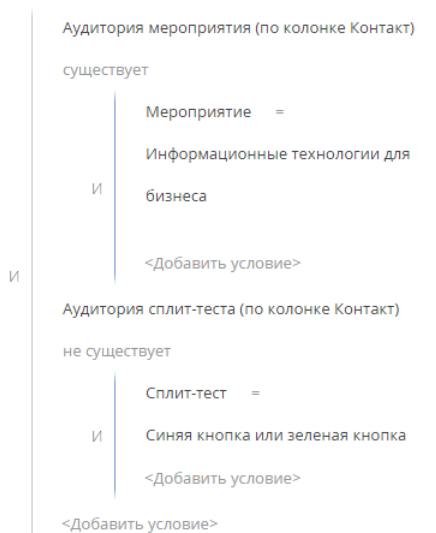 Аудитория мероприятия (по колонке Контакт)
существует
Мероприятие =
Информационные технологии для
И
бизнеса
<Добавить условие>
И
Аудитория сплит-теста (по колонке Контакт)
не существует
Сплит-тест =
И Синяя кнопка или зеленая кнопка
<Добавить условие>
<Добавить условие>